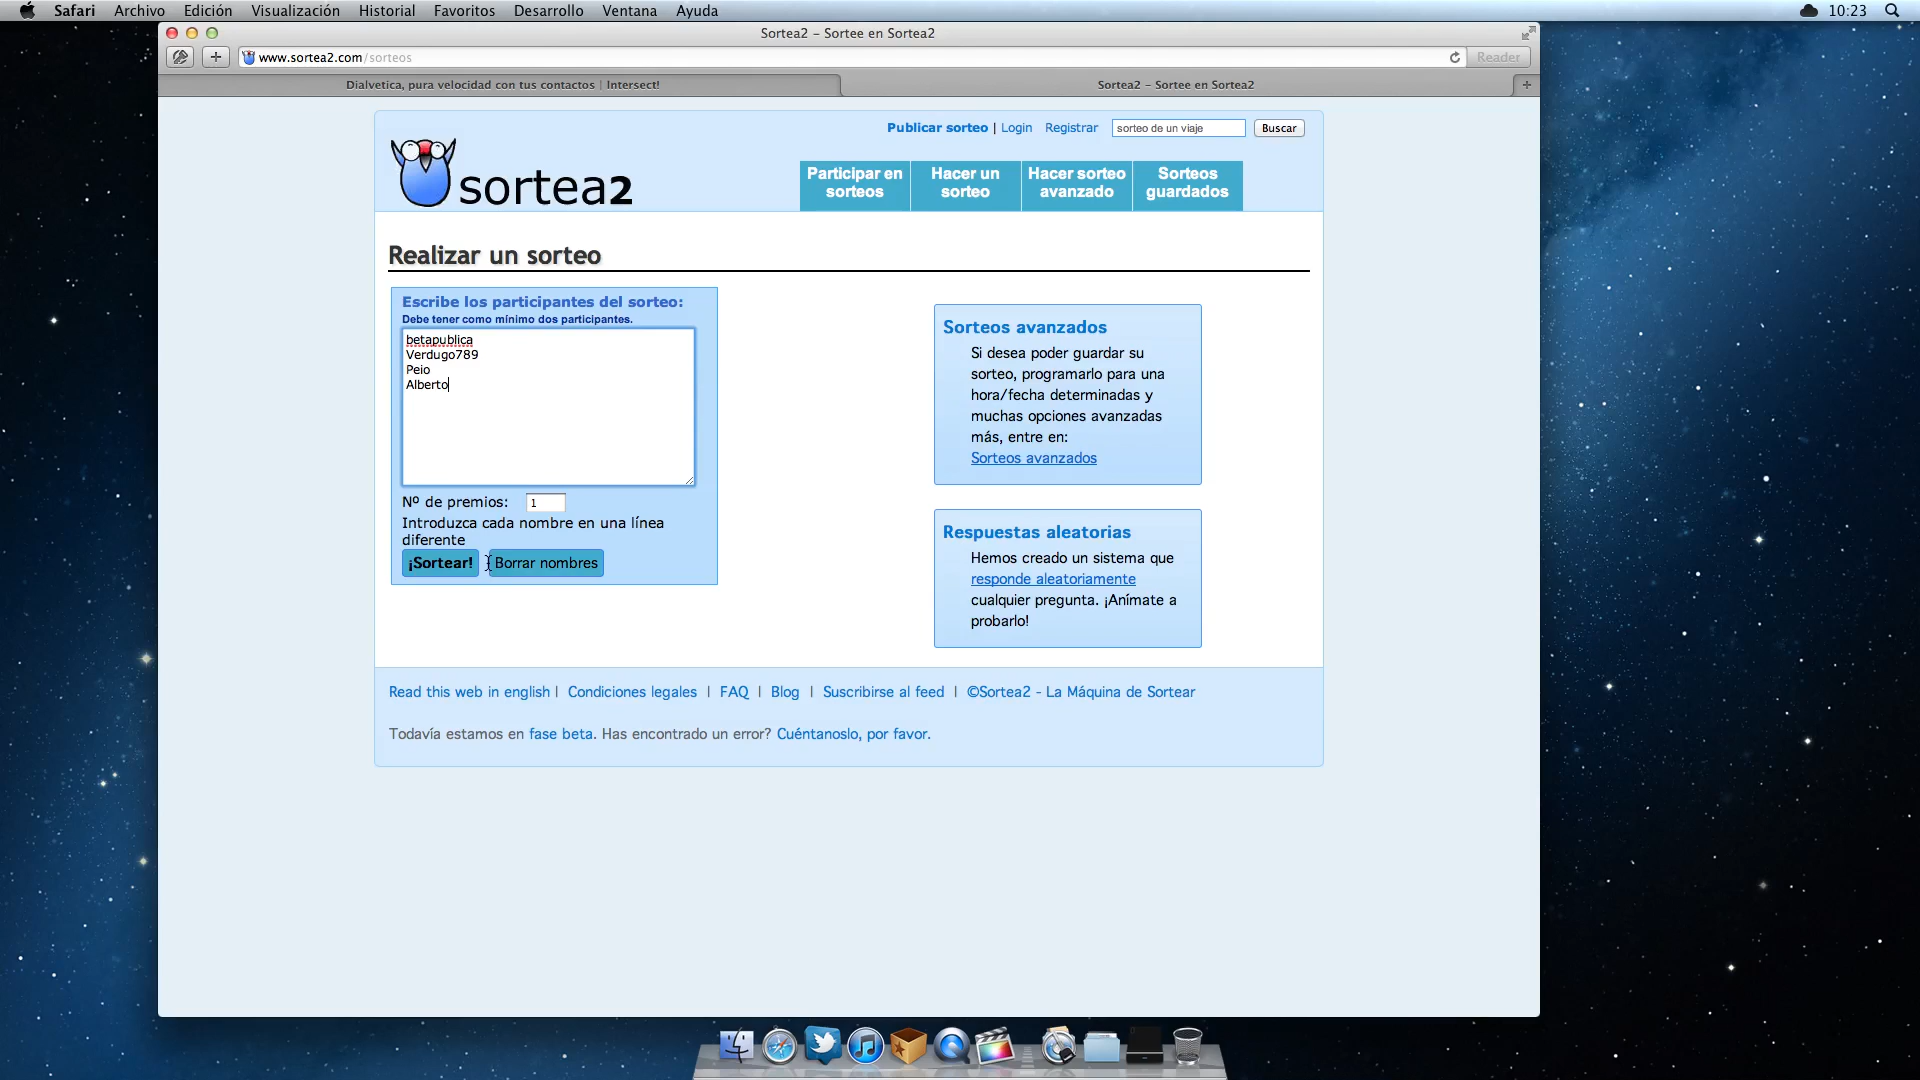 Safari Archivo Edición Visualización Historial Favoritos Desarrollo Ventana Ayuda 10:23
Sortea2 – Sortee en Sortea2
www.sortea2.com/sorteos Reader
Dialvetica, pura velocidad con tus contactos | Intersect! Sortea2 – Sortee en Sortea2
Publicar sorteo | Login Registrar sorteo de un viaje Buscar
sortea2
Participar en sorteos
Hacer un sorteo
Hacer sorteo avanzado
Sorteos guardados
Realizar un sorteo
Escribe los participantes del sorteo:
Debe tener como mínimo dos participantes.
betapublica
Verdugo789
Peio
Alberto
Nº de premios: 1
Introduzca cada nombre en una línea
diferente
¡Sortear! Borrar nombres
Sorteos avanzados
Si desea poder guardar su
sorteo, programarlo para una
hora/fecha determinadas y
muchas opciones avanzadas
más, entre en:
Sorteos avanzados
Respuestas aleatorias
Hemos creado un sistema que
responde aleatoriamente
cualquier pregunta. ¡Anímate a
probarlo!
Read this web in english | Condiciones legales | FAQ | Blog | Suscribirse al feed | ©Sortea2 - La Máquina de Sortear
Todavía estamos en fase beta. Has encontrado un error? Cuéntanoslo, por favor.